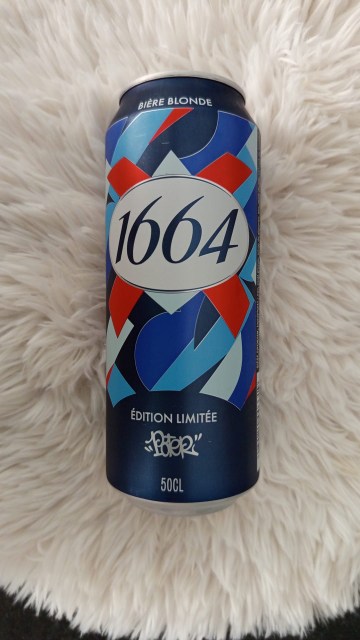 BIÈRE BLONDE
1664
ÉDITION LIMITÉE
50CL